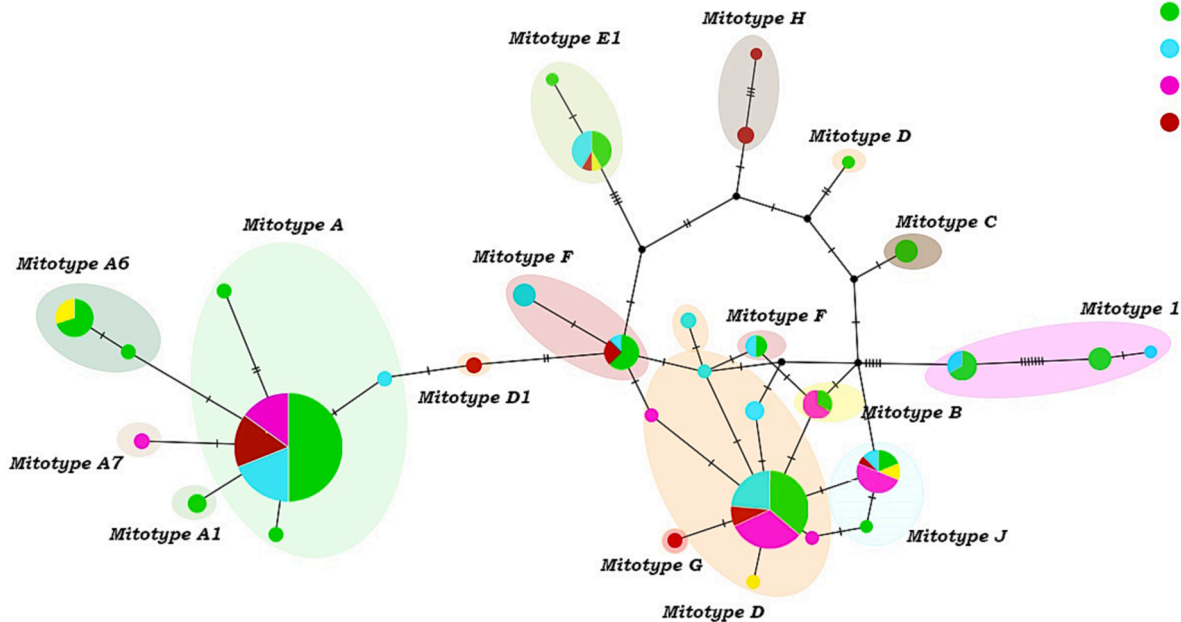 Mitotype H
Mitotype E1
Mitotype D
Mitotype A
Mitotype C
Mitotype F
Mitotype A6
Mitotype 1
Mitotype F
Mitotype D1
Mitotype B
Mitotype A7
Mitotype A1
Mitotype J
Mitotype G
Mitotype D